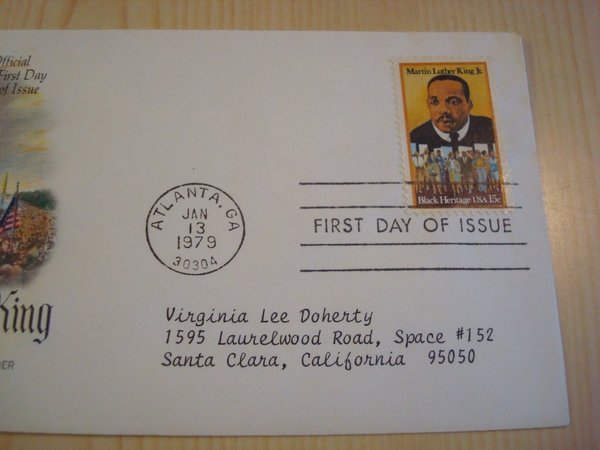 Official
First Day
of Issue
Martin Luther King Jr.
Black Heritage USA 15c
ATLANTA, GA
JAN
13
1979
30304
FIRST DAY OF ISSUE
King
Virginia Lee Doherty
1595 Laurelwood Road, Space #152
Santa Clara, California 95050